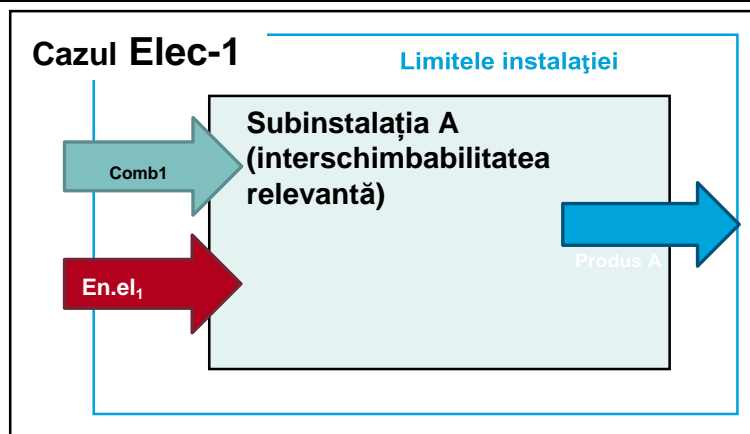 Cazul Elec-1
Limitele instalaţiei
Subinstalația A
(interschimbabilitatea
relevantă)
Comb1
Produs A
En.el₁